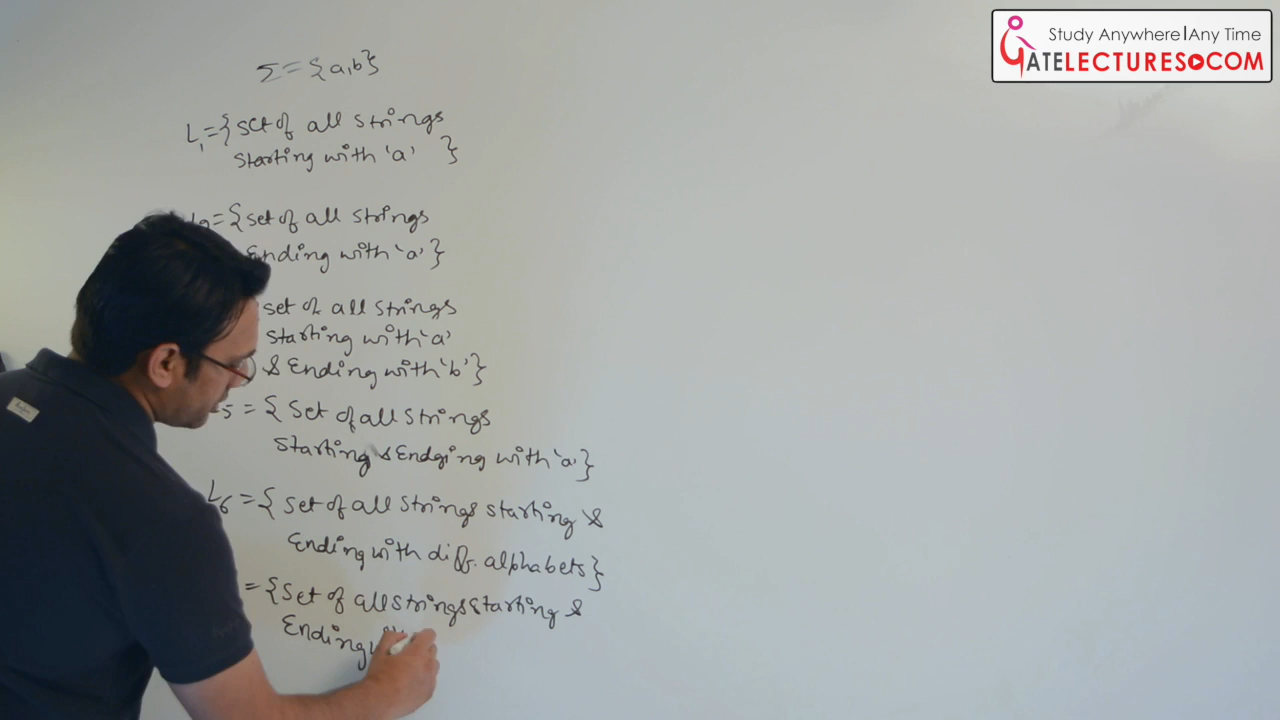 Study Anywhere | Any Time
GATELECTURES.COM
Σ = {a,b}
L1 = { set of all strings
starting with 'a' }
= { set of all strings
Ending with 'a' }
set of all strings
starting with 'a'
& Ending with 'b' }
5 = { Set of all strings
starting & Endging with 'a' }
L6 = { set of all strings starting &
Ending with diff. alphabets }
= { Set of all strings starting &
Ending